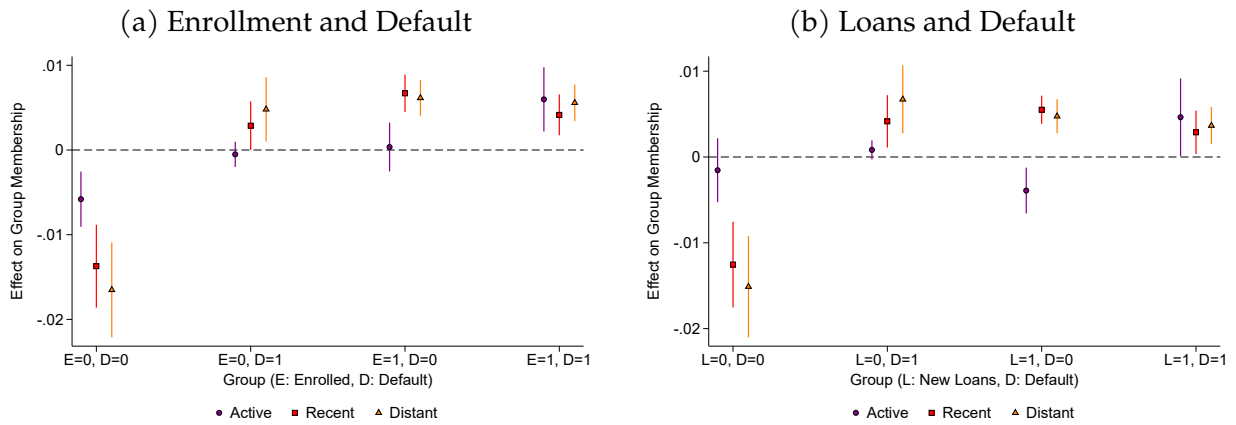 (a) Enrollment and Default
Effect on Group Membership
.01
0
-.01
-.02
E=0, D=0 E=0, D=1 E=1, D=0 E=1, D=1
Group (E: Enrolled, D: Default)
Active Recent Distant
(b) Loans and Default
Effect on Group Membership
.01
0
-.01
-.02
L=0, D=0 L=0, D=1 L=1, D=0 L=1, D=1
Group (L: New Loans, D: Default)
Active Recent Distant